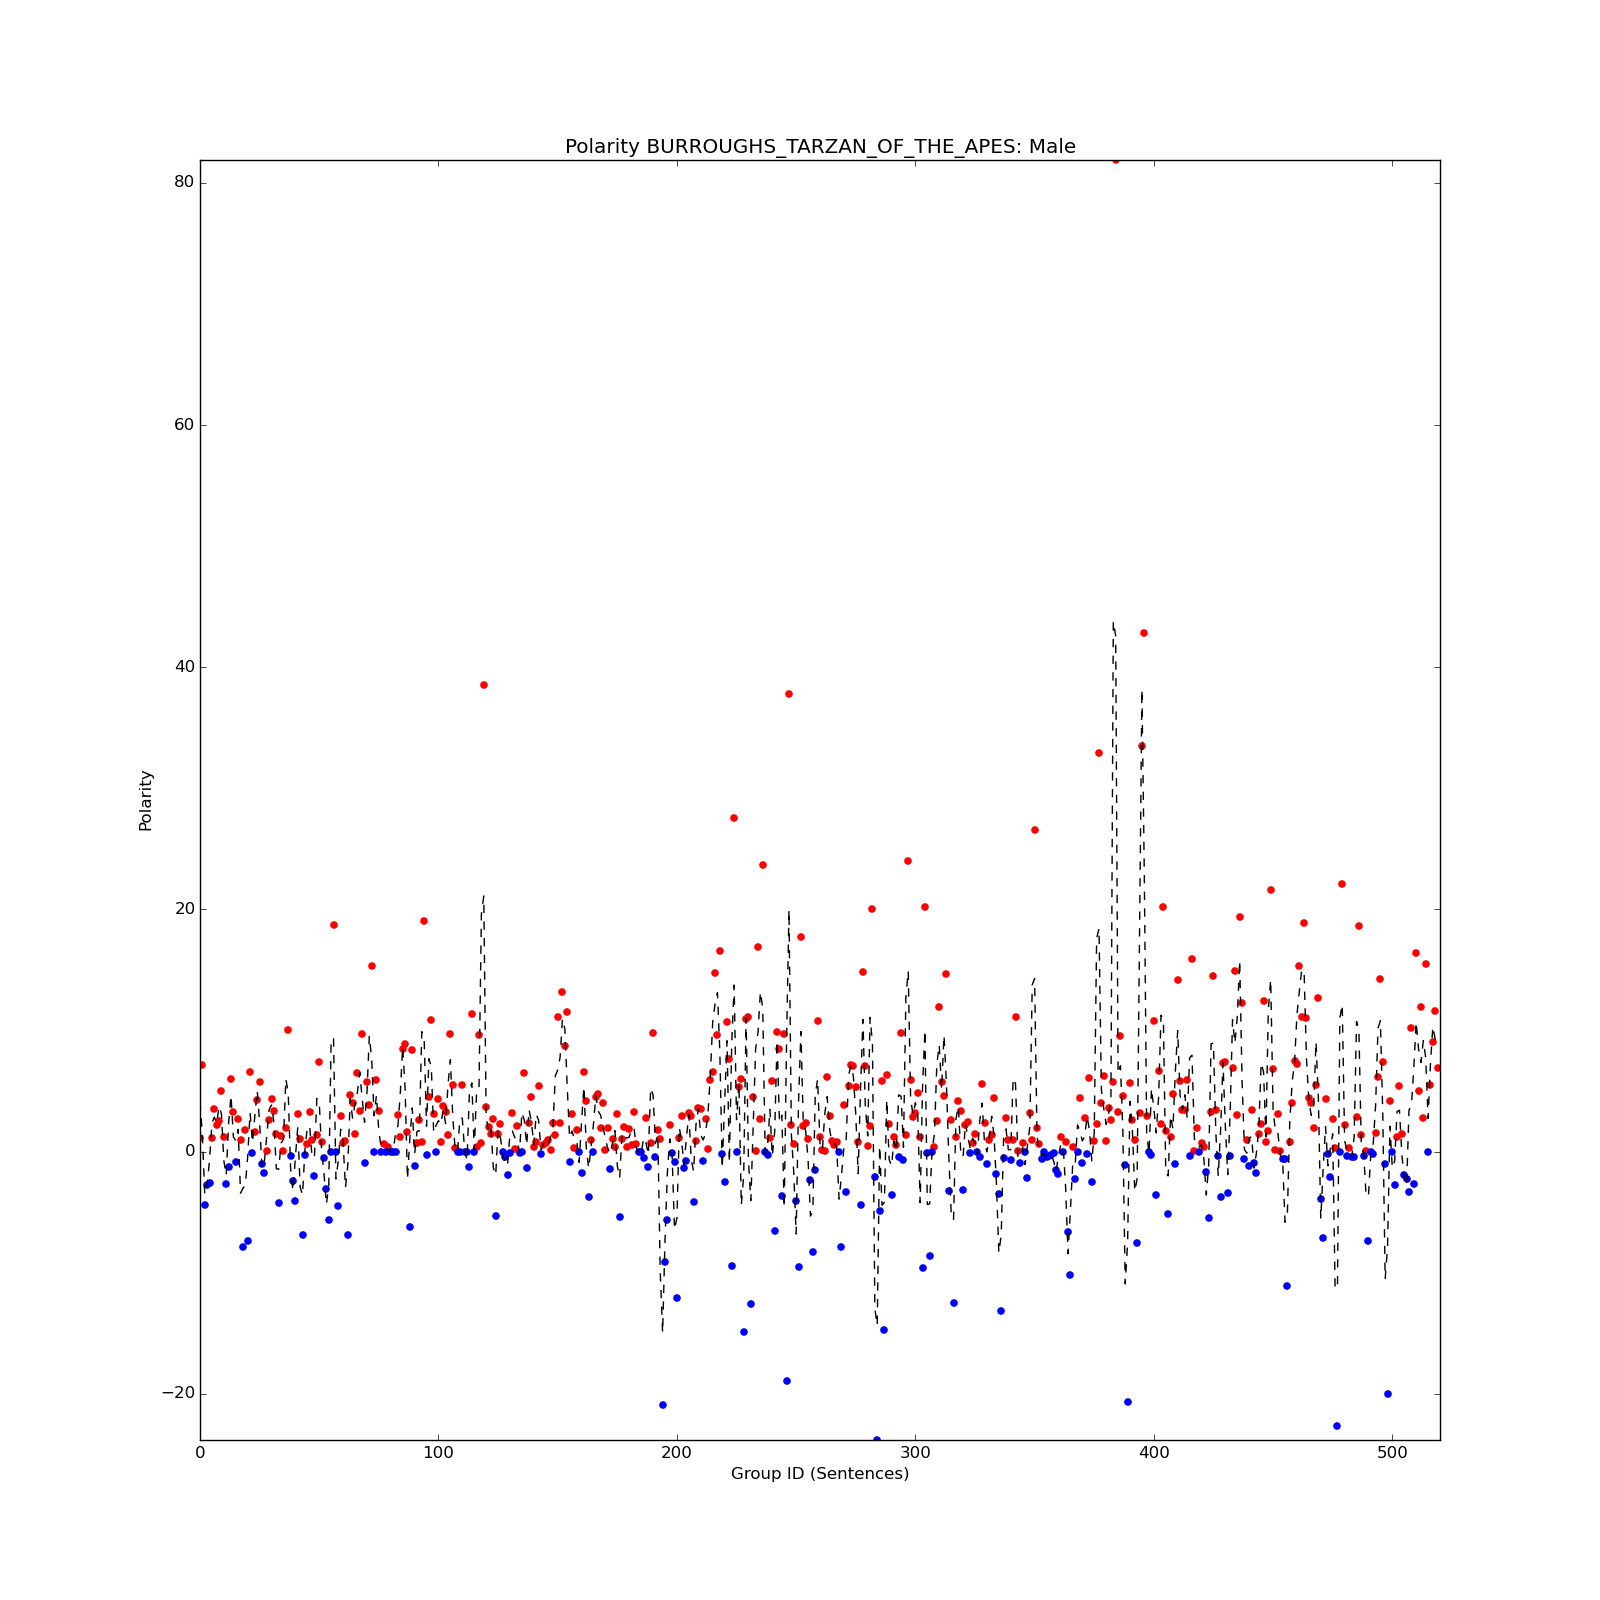 Polarity BURROUGHS_TARZAN_OF_THE_APES: Male
80
60
40
20
0
−20
Polarity
0 100 200 300 400 500
Group ID (Sentences)